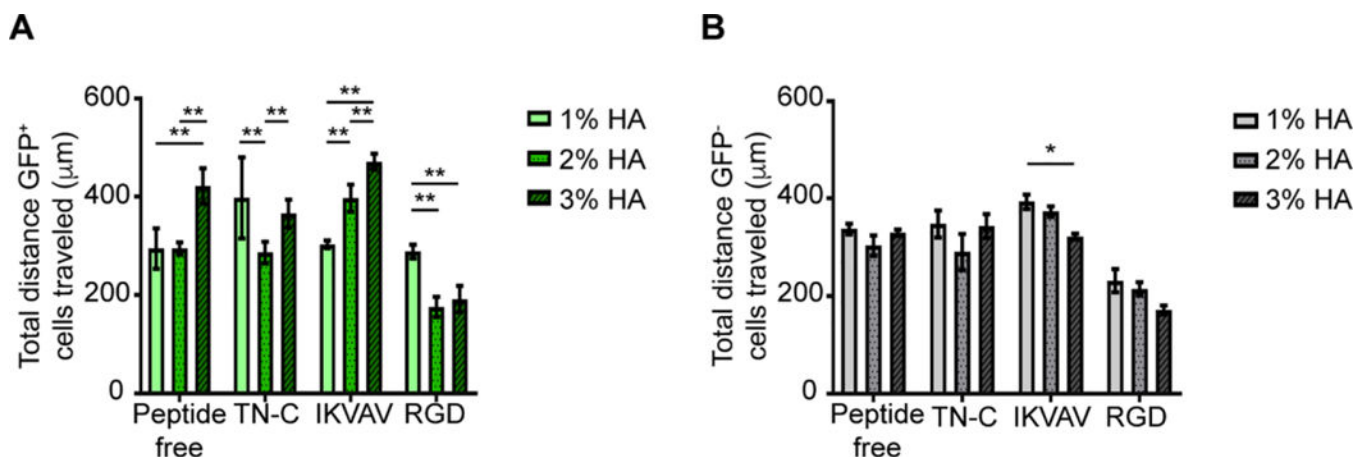 A
Total distance GFP⁺
cells traveled (μm)
600
400
200
0
** ** ** ** ** ** ** ** **
Peptide free
TN-C
IKVAV
RGD
1% HA
2% HA
3% HA
B
Total distance GFP⁻
cells traveled (μm)
600
400
200
0
*
Peptide free
TN-C
IKVAV
RGD
1% HA
2% HA
3% HA